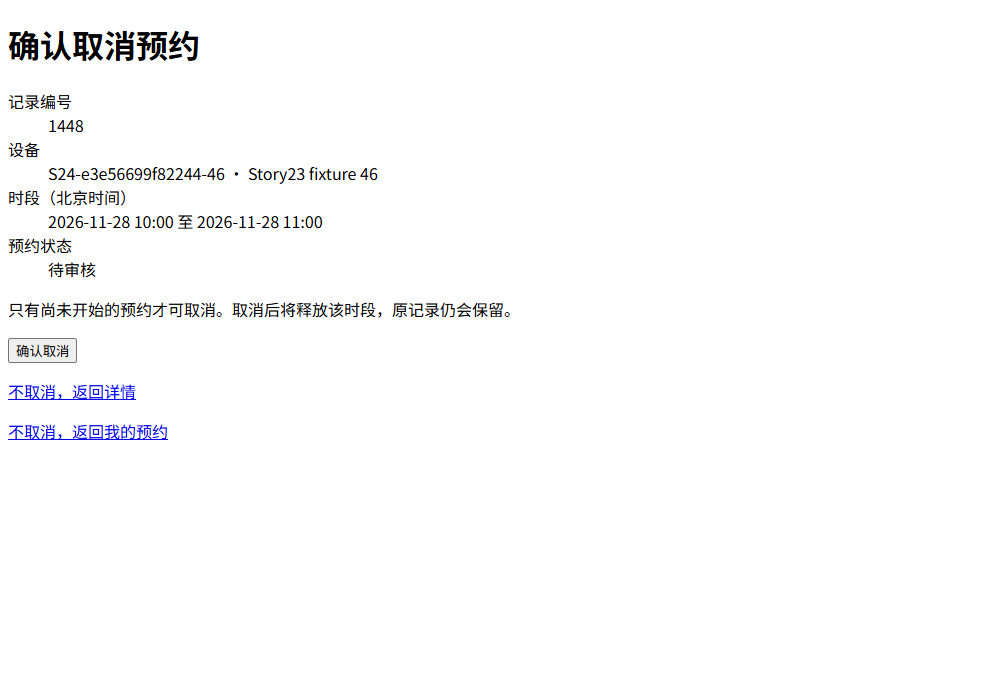 确认取消预约
记录编号
1448
设备
S24-e3e56699f82244-46 · Story23 fixture 46
时段（北京时间）
2026-11-28 10:00 至 2026-11-28 11:00
预约状态
待审核
只有尚未开始的预约才可取消。取消后将释放该时段，原记录仍会保留。
确认取消
不取消，返回详情
不取消，返回我的预约